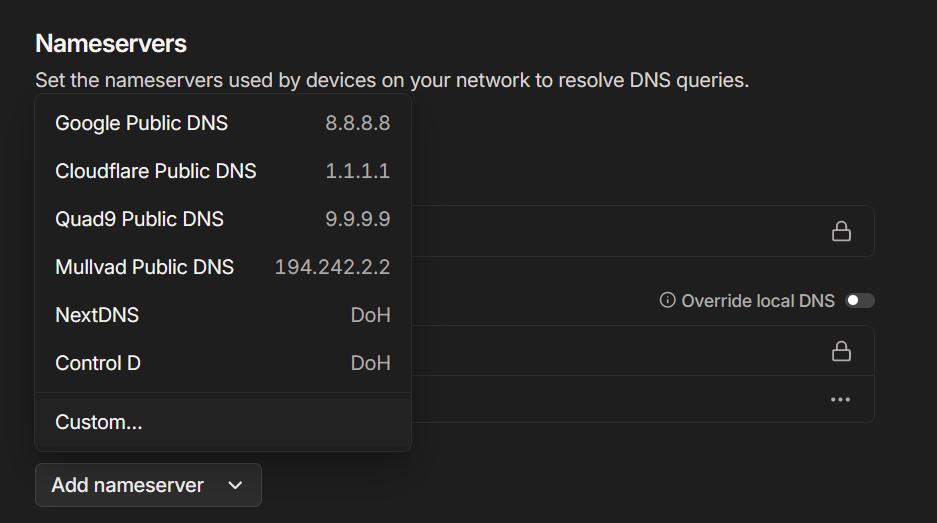 Nameservers
Set the nameservers used by devices on your network to resolve DNS queries.
Google Public DNS 8.8.8.8
Cloudflare Public DNS 1.1.1.1
Quad9 Public DNS 9.9.9.9
Mullvad Public DNS 194.242.2.2
Override local DNS
NextDNS DoH
Control D DoH
Custom...
Add nameserver